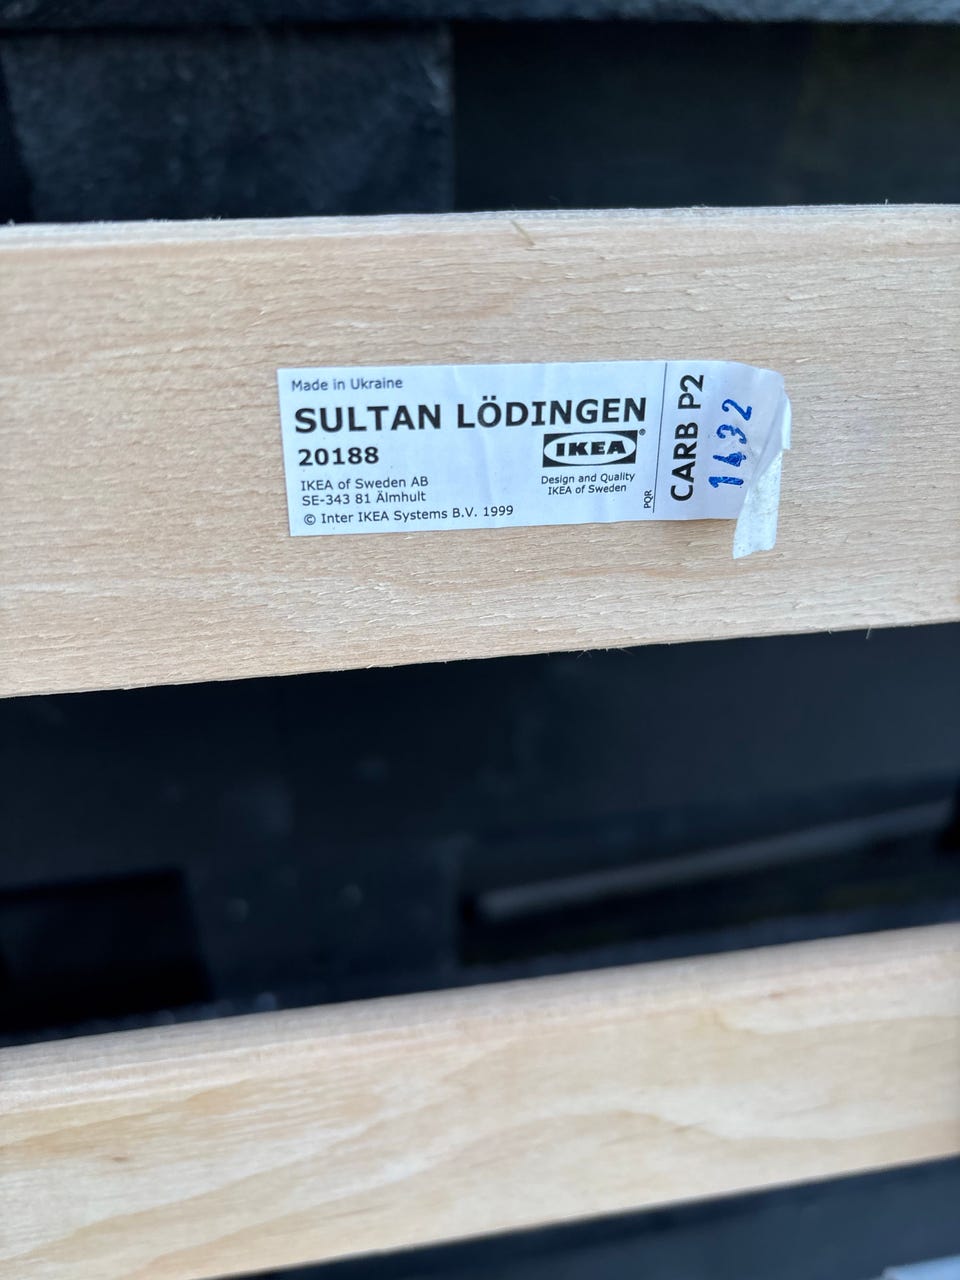 Made in Ukraine
SULTAN LÖDINGEN
20188
IKEA®
IKEA of Sweden AB
SE-343 81 Älmhult
© Inter IKEA Systems B.V. 1999
Design and Quality
IKEA of Sweden
PQR
CARB P2
1432